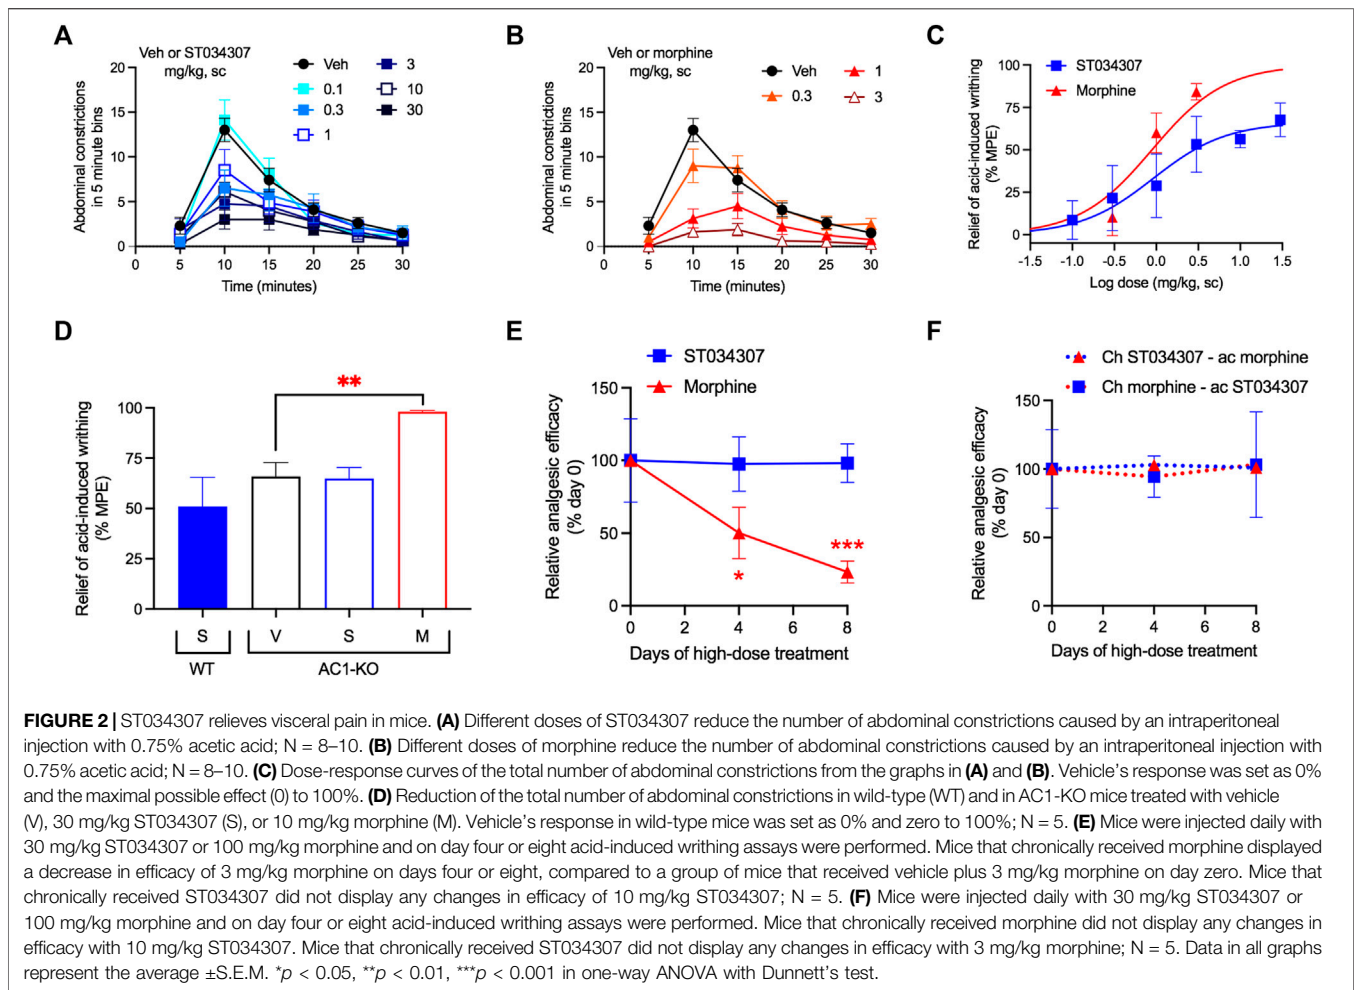 A
Veh or ST034307
mg/kg, sc
Veh
0.1
0.3
1
3
10
30
Abdominal constrictions
in 5 minute bins
20
15
10
5
0
0 5 10 15 20 25 30
Time (minutes)
B
Veh or morphine
mg/kg, sc
Veh
0.3
1
3
Abdominal constrictions
in 5 minute bins
20
15
10
5
0
0 5 10 15 20 25 30
Time (minutes)
C
ST034307
Morphine
Relief of acid-induced writhing
(% MPE)
100
75
50
25
0
-1.5 -1.0 -0.5 0.0 0.5 1.0 1.5
Log dose (mg/kg, sc)
D
Relief of acid-induced writhing
(% MPE)
100
75
50
25
0
**
S V S M
WT AC1-KO
E
ST034307
Morphine
Relative analgesic efficacy
(% day 0)
150
100
50
0
*
***
0 2 4 6 8
Days of high-dose treatment
F
Ch ST034307 - ac morphine
Ch morphine - ac ST034307
Relative analgesic efficacy
(% day 0)
150
100
50
0
0 2 4 6 8
Days of high-dose treatment
FIGURE 2 | ST034307 relieves visceral pain in mice. (A) Different doses of ST034307 reduce the number of abdominal constrictions caused by an intraperitoneal
injection with 0.75% acetic acid; N = 8–10. (B) Different doses of morphine reduce the number of abdominal constrictions caused by an intraperitoneal injection with
0.75% acetic acid; N = 8–10. (C) Dose-response curves of the total number of abdominal constrictions from the graphs in (A) and (B). Vehicle's response was set as 0%
and the maximal possible effect (0) to 100%. (D) Reduction of the total number of abdominal constrictions in wild-type (WT) and in AC1-KO mice treated with vehicle
(V), 30 mg/kg ST034307 (S), or 10 mg/kg morphine (M). Vehicle's response in wild-type mice was set as 0% and zero to 100%; N = 5. (E) Mice were injected daily with
30 mg/kg ST034307 or 100 mg/kg morphine and on day four or eight acid-induced writhing assays were performed. Mice that chronically received morphine displayed
a decrease in efficacy of 3 mg/kg morphine on days four or eight, compared to a group of mice that received vehicle plus 3 mg/kg morphine on day zero. Mice that
chronically received ST034307 did not display any changes in efficacy of 10 mg/kg ST034307; N = 5. (F) Mice were injected daily with 30 mg/kg ST034307 or
100 mg/kg morphine and on day four or eight acid-induced writhing assays were performed. Mice that chronically received morphine did not display any changes in
efficacy with 10 mg/kg ST034307. Mice that chronically received ST034307 did not display any changes in efficacy with 3 mg/kg morphine; N = 5. Data in all graphs
represent the average ±S.E.M. *p < 0.05, **p < 0.01, ***p < 0.001 in one-way ANOVA with Dunnett's test.